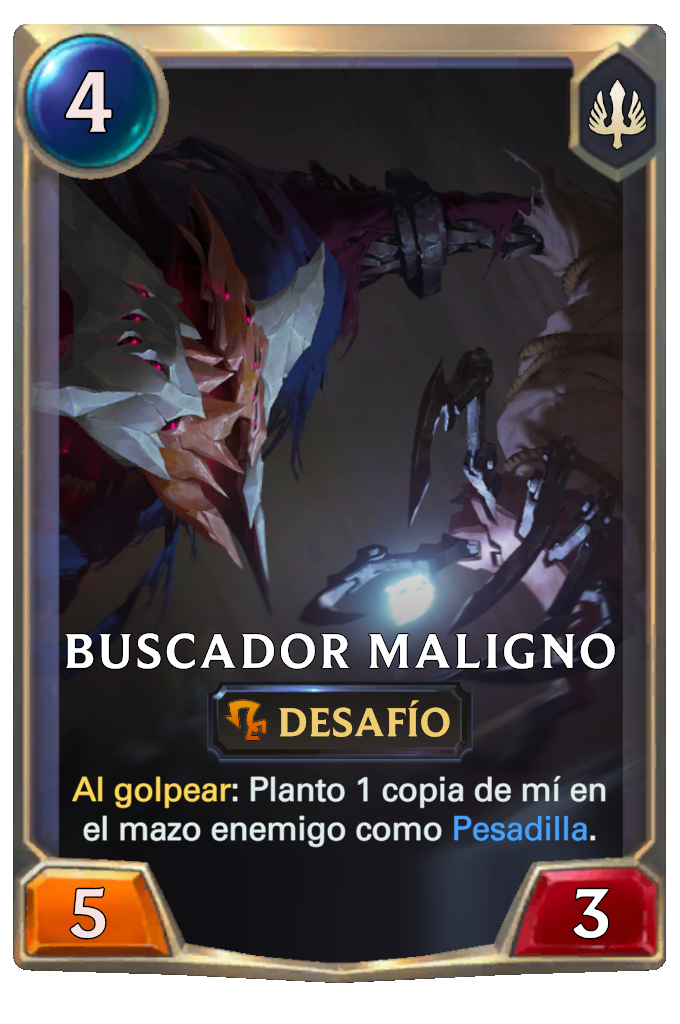 4
BUSCADOR MALIGNO
DESAFÍO
Al golpear: Planto 1 copia de mí en
el mazo enemigo como Pesadilla.
5
3